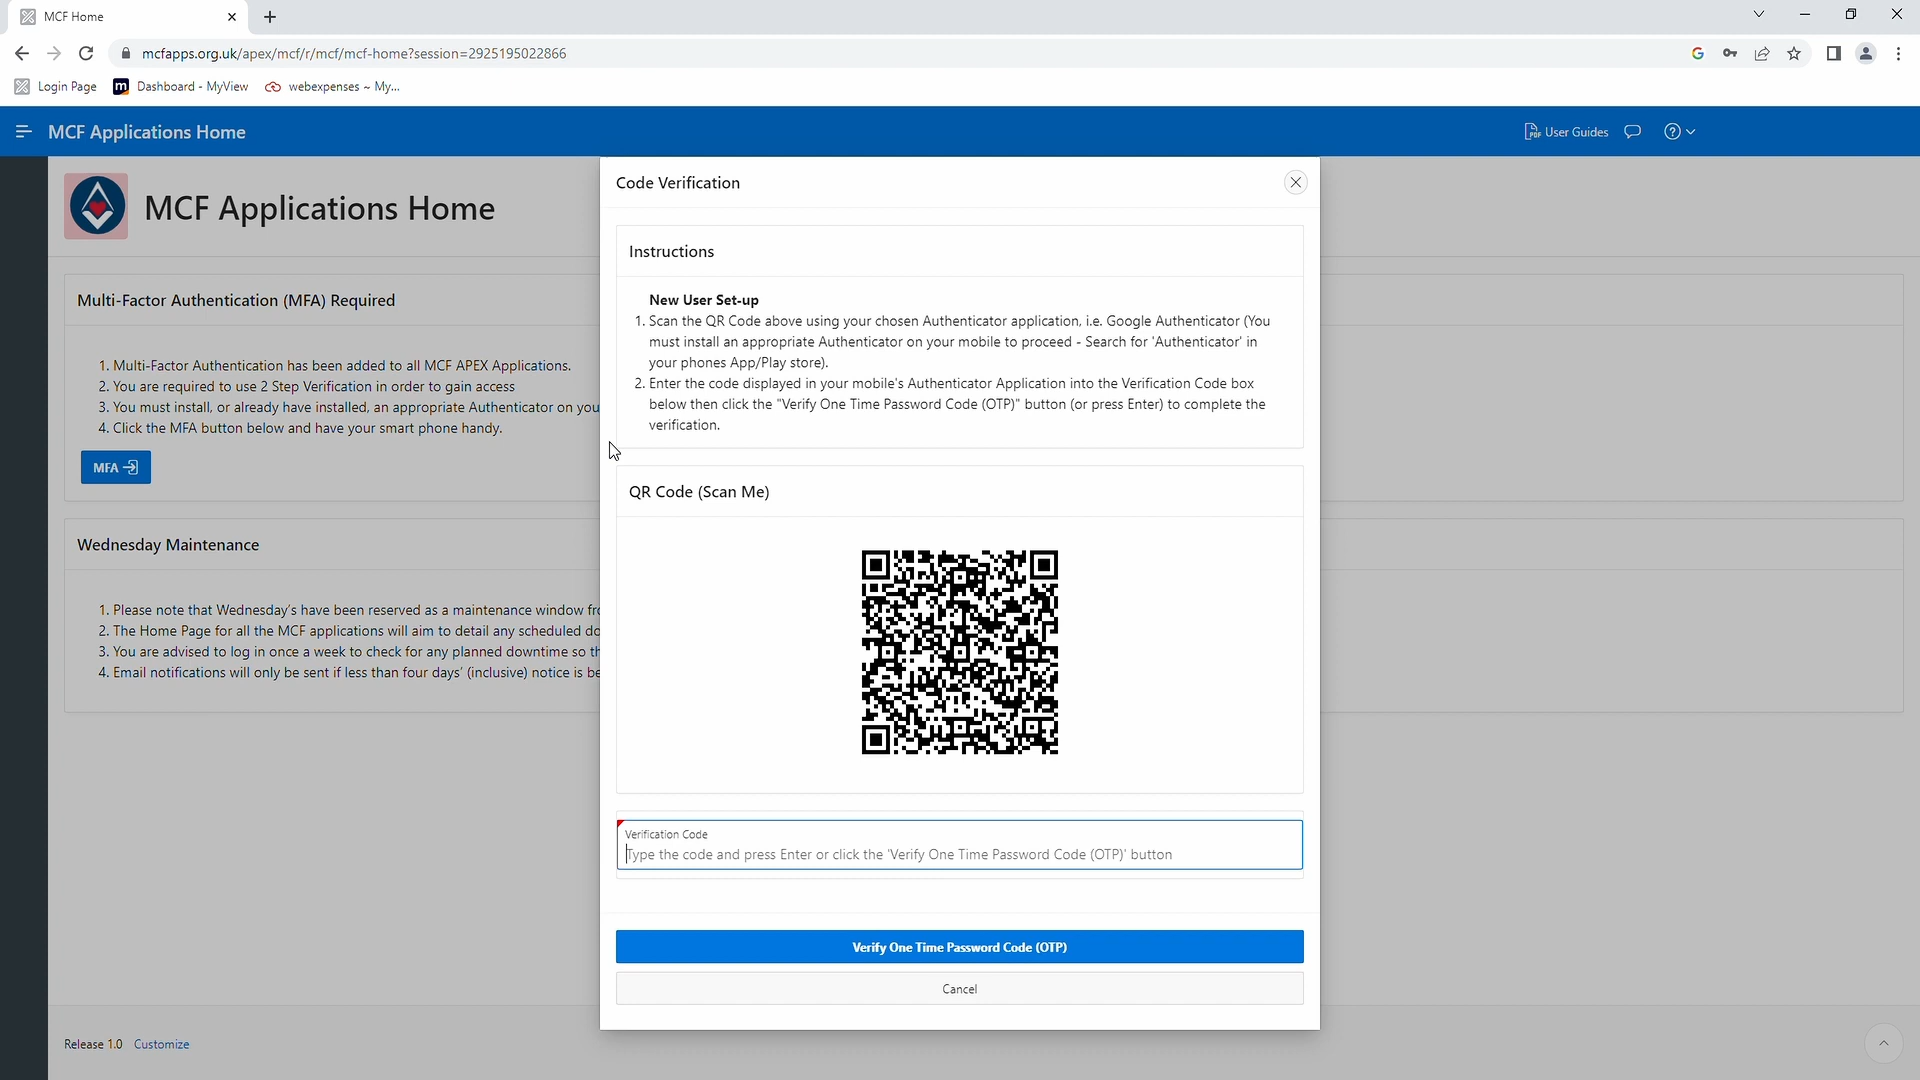 MCF Home
mcfapps.org.uk/apex/mcf/r/mcf/mcf-home?session=2925195022866
Login Page
Dashboard - MyView
webexpenses ~ My...
MCF Applications Home
PDF
User Guides
MCF Applications Home
Multi-Factor Authentication (MFA) Required
1. Multi-Factor Authentication has been added to all MCF APEX Applications.
2. You are required to use 2 Step Verification in order to gain access
3. You must install, or already have installed, an appropriate Authenticator on you
4. Click the MFA button below and have your smart phone handy.
MFA
Wednesday Maintenance
1. Please note that Wednesday's have been reserved as a maintenance window fr
2. The Home Page for all the MCF applications will aim to detail any scheduled do
3. You are advised to log in once a week to check for any planned downtime so th
4. Email notifications will only be sent if less than four days' (inclusive) notice is be
Release 1.0 Customize
Code Verification
Instructions
New User Set-up
1. Scan the QR Code above using your chosen Authenticator application, i.e. Google Authenticator (You
must install an appropriate Authenticator on your mobile to proceed - Search for 'Authenticator' in
your phones App/Play store).
2. Enter the code displayed in your mobile's Authenticator Application into the Verification Code box
below then click the "Verify One Time Password Code (OTP)" button (or press Enter) to complete the
verification.
QR Code (Scan Me)
Verification Code
Type the code and press Enter or click the 'Verify One Time Password Code (OTP)' button
Verify One Time Password Code (OTP)
Cancel